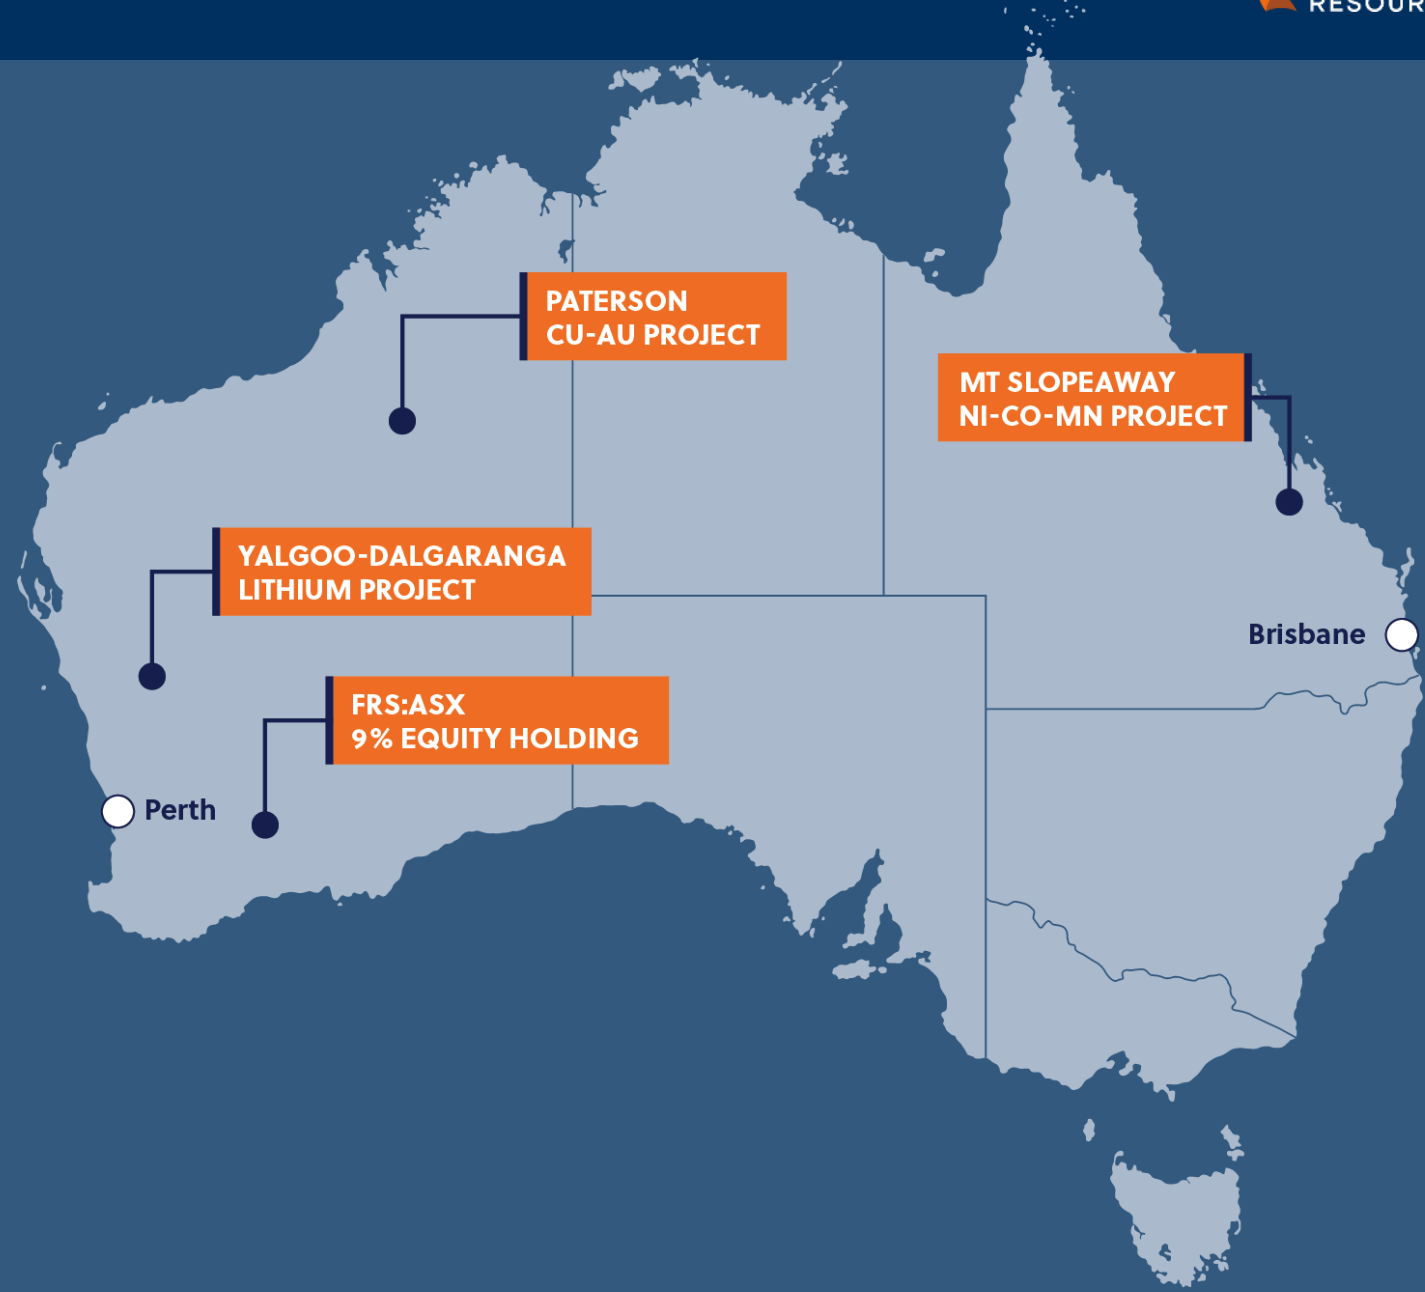 PATERSON
CU-AU PROJECT
MT SLOPEAWAY
NI-CO-MN PROJECT
YALGOO-DALGARANGA
LITHIUM PROJECT
Brisbane
FRS:ASX
9% EQUITY HOLDING
Perth